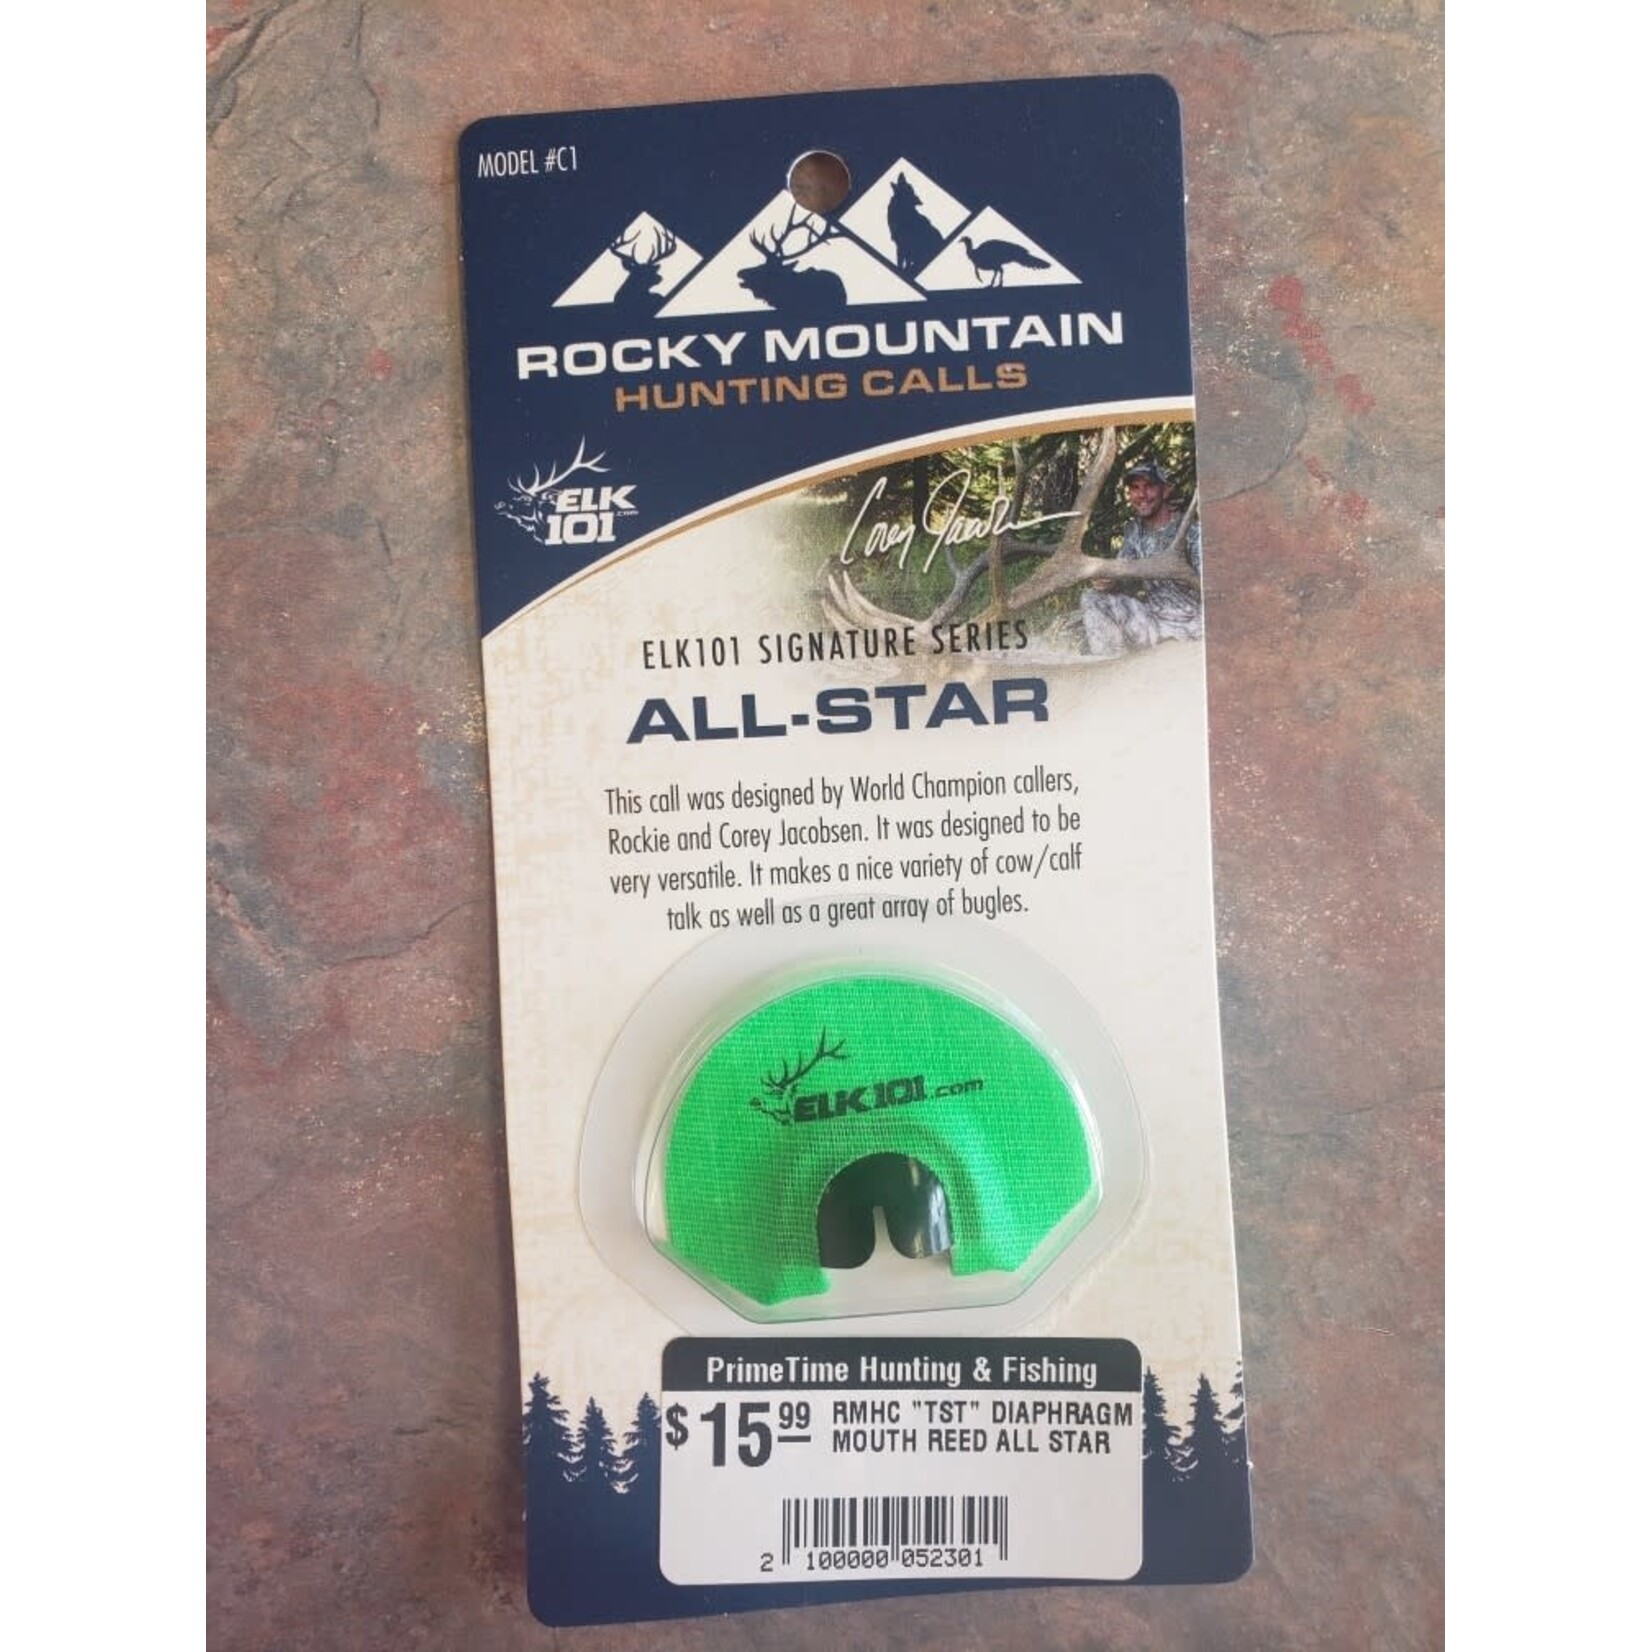 MODEL #C1
ROCKY MOUNTAIN
HUNTING CALLS
ELK
101
.com
Corey Jacobsen
ELK101 SIGNATURE SERIES
ALL-STAR
This call was designed by World Champion callers,
Rockie and Corey Jacobsen. It was designed to be
very versatile. It makes a nice variety of cow/calf
talk as well as a great array of bugles.
ELK101.com
PrimeTime Hunting & Fishing
$15.99 RMHC "TST" DIAPHRAGM
MOUTH REED ALL STAR
2 100000 052301